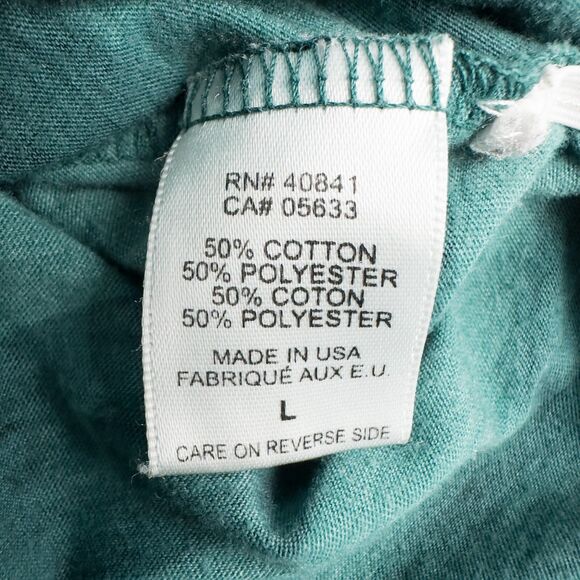 RN# 40841
CA# 05633
50% COTTON
50% POLYESTER
50% COTON
50% POLYESTER
MADE IN USA
FABRIQUÉ AUX E.U.
L
CARE ON REVERSE SIDE